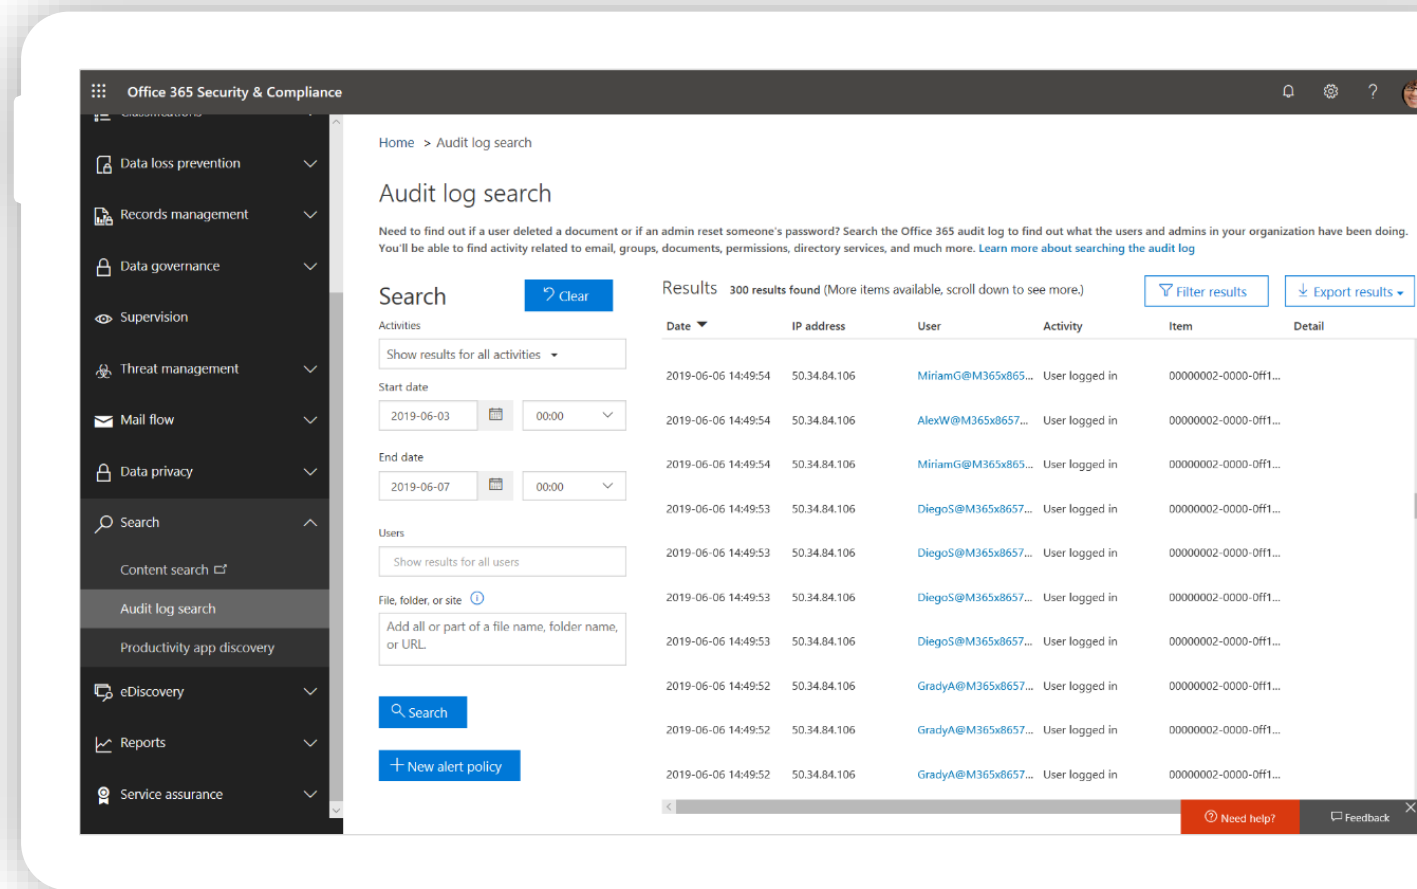 Office 365 Security & Compliance
?
Classifications
Data loss prevention
Records management
Data governance
Supervision
Threat management
Mail flow
Data privacy
Search
Content search
Audit log search
Productivity app discovery
eDiscovery
Reports
Service assurance
Home > Audit log search
Audit log search
Need to find out if a user deleted a document or if an admin reset someone's password? Search the Office 365 audit log to find out what the users and admins in your organization have been doing.
You'll be able to find activity related to email, groups, documents, permissions, directory services, and much more. Learn more about searching the audit log
Search
Clear
Activities
Show results for all activities
Start date
2019-06-03 00:00
End date
2019-06-07 00:00
Users
Show results for all users
File, folder, or site
Add all or part of a file name, folder name,
or URL.
Search
New alert policy
Results 300 results found (More items available, scroll down to see more.)
Filter results
Export results
Date IP address User Activity Item Detail
2019-06-06 14:49:54 50.34.84.106 MiriamG@M365x865... User logged in 00000002-0000-0ff1...
2019-06-06 14:49:54 50.34.84.106 AlexW@M365x8657... User logged in 00000002-0000-0ff1...
2019-06-06 14:49:54 50.34.84.106 MiriamG@M365x865... User logged in 00000002-0000-0ff1...
2019-06-06 14:49:53 50.34.84.106 DiegoS@M365x8657... User logged in 00000002-0000-0ff1...
2019-06-06 14:49:53 50.34.84.106 DiegoS@M365x8657... User logged in 00000002-0000-0ff1...
2019-06-06 14:49:53 50.34.84.106 DiegoS@M365x8657... User logged in 00000002-0000-0ff1...
2019-06-06 14:49:53 50.34.84.106 DiegoS@M365x8657... User logged in 00000002-0000-0ff1...
2019-06-06 14:49:52 50.34.84.106 GradyA@M365x8657... User logged in 00000002-0000-0ff1...
2019-06-06 14:49:52 50.34.84.106 GradyA@M365x8657... User logged in 00000002-0000-0ff1...
2019-06-06 14:49:52 50.34.84.106 GradyA@M365x8657... User logged in 00000002-0000-0ff1...
Need help?
Feedback